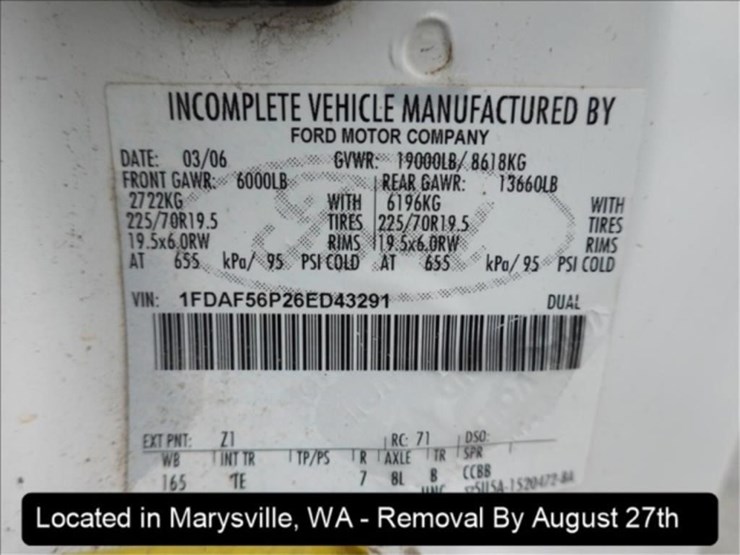 INCOMPLETE VEHICLE MANUFACTURED BY
FORD MOTOR COMPANY
DATE: 03/06 GVWR: 19000LB/ 8618KG
FRONT GAWR: 6000LB REAR GAWR: 13660LB
2722KG WITH 6196KG WITH
225/70R19.5 TIRES 225/70R19.5 TIRES
19.5x6.0RW RIMS 19.5x6.0RW RIMS
AT 655 kPa/ 95 PSI COLD AT 655 kPa/ 95 PSI COLD
VIN: 1FDAF56P26ED43291 DUAL
EXT PNT: Z1 RC: 71 DSO:
WB INT TR TP/PS R AXLE TR SPR
165 TE 7 8L B CCBB
Located in Marysville, WA - Removal By August 27th